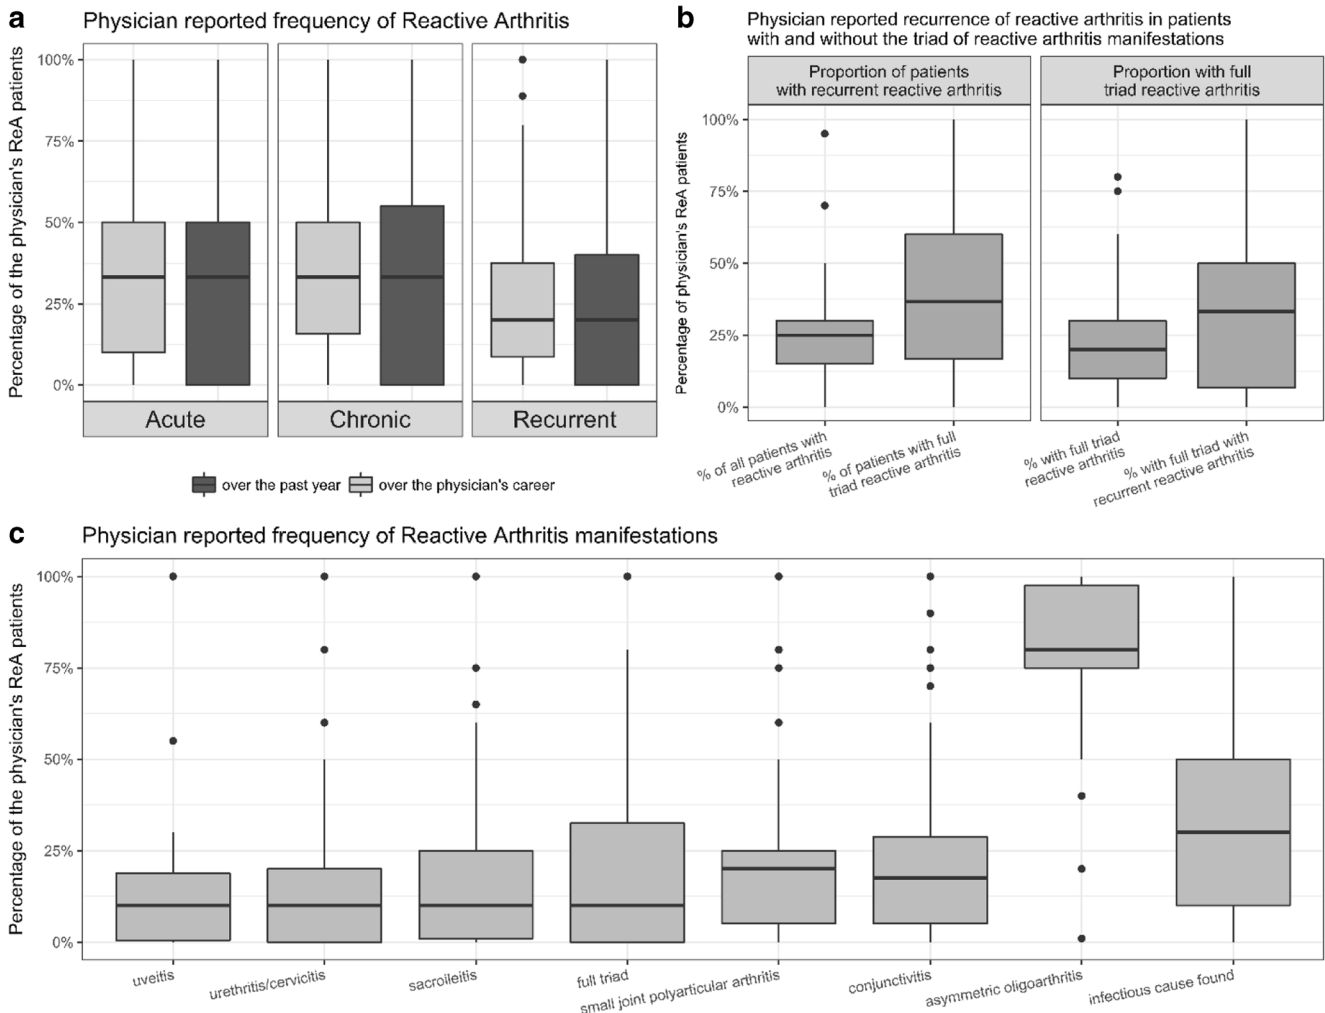 a
Physician reported frequency of Reactive Arthritis
Percentage of the physician's ReA patients
100%
75%
50%
25%
0%
Acute
Chronic
Recurrent
over the past year
over the physician's career
b
Physician reported recurrence of reactive arthritis in patients
with and without the triad of reactive arthritis manifestations
Proportion of patients
with recurrent reactive arthritis
Proportion with full
triad reactive arthritis
Percentage of physician's ReA patients
100%
75%
50%
25%
0%
% of all patients with
reactive arthritis
% of patients with full
triad reactive arthritis
% with full triad
reactive arthritis
% with full triad with
recurrent reactive arthritis
c
Physician reported frequency of Reactive Arthritis manifestations
Percentage of the physician's ReA patients
100%
75%
50%
25%
0%
uveitis
urethritis/cervicitis
sacroileitis
full triad
small joint polyarticular arthritis
conjunctivitis
asymmetric oligoarthritis
infectious cause found